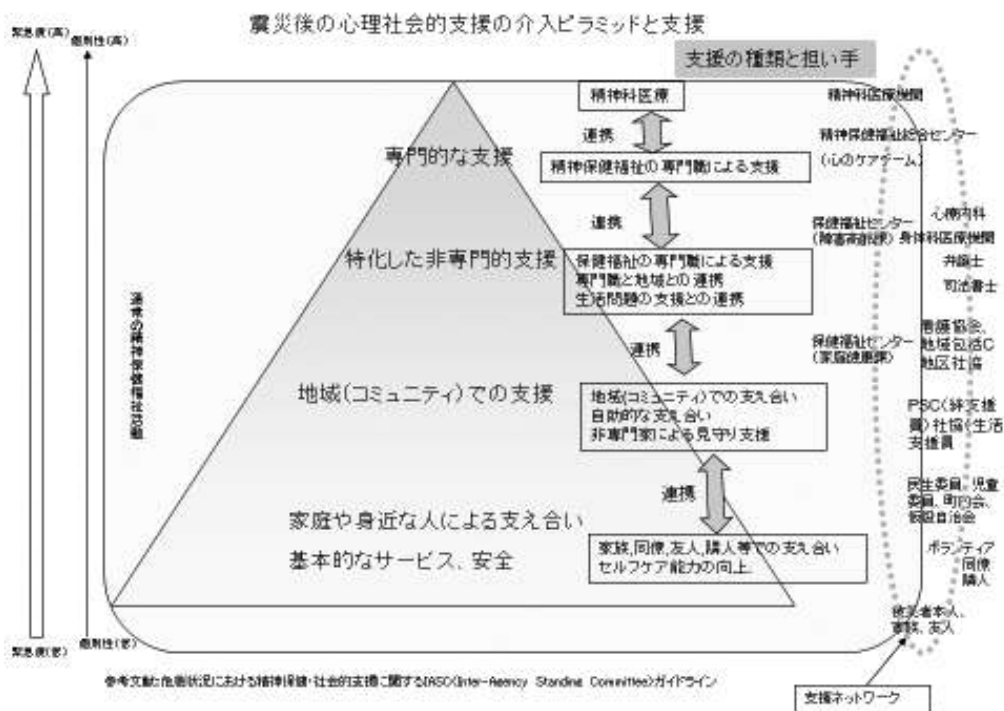 震災後の心理社会的支援の介入ピラミッドと支援
緊急度(高)
個別性(高)
支援の種類と担い手
精神科医療
精神科医療機関
連携
精神保健福祉総合センター
専門的な支援
精神保健福祉の専門職による支援
(心のケアチーム)
連携
保健福祉センター
(障害高齢課)
心療内科
身体科医療機関
弁護士
司法書士
特化した非専門的支援
保健福祉の専門職による支援
専門職と地域との連携
生活問題の支援との連携
通常の精神保健福祉活動
連携
保健福祉センター
(家庭健康課)
看護協会、
地域包括C
地区社協
地域(コミュニティ)での支援
地域(コミュニティ)での支え合い
自助的な支え合い
非専門家による見守り支援
PSC(絆支援
員)社協(生活
支援員
連携
民生委員、児童
委員、町内会、
仮設自治会
家庭や身近な人による支え合い
基本的なサービス、安全
家族,同僚,友人,隣人等での支え合い
セルフケア能力の向上
ボランティア
同僚
隣人
被災者本人、
家族、友人
個別性(低)
緊急度(低)
参考文献:危機状況における精神保健・社会的支援に関するIASC(Inter-Agency Standing Committee)ガイドライン
支援ネットワーク